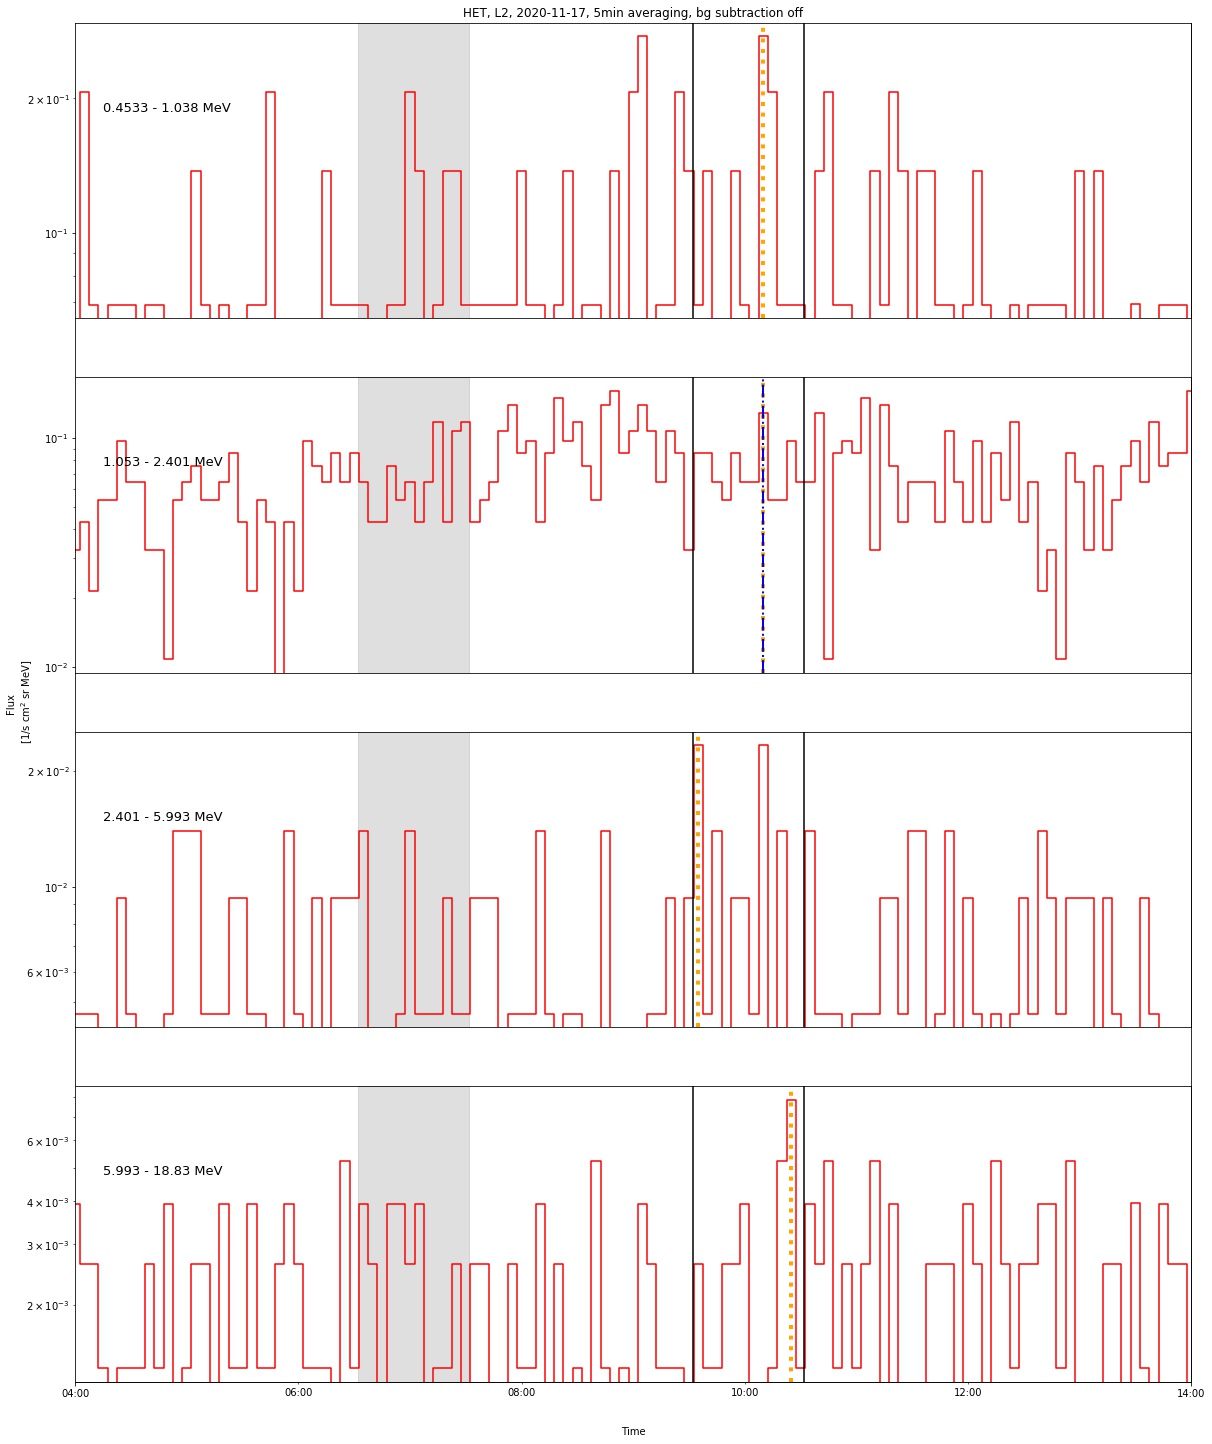 HET, L2, 2020-11-17, 5min averaging, bg subtraction off
2 × 10⁻¹
0.4533 - 1.038 MeV
10⁻¹
10⁻¹
1.053 - 2.401 MeV
10⁻²
Flux
[1/s cm² sr MeV]
2 × 10⁻²
2.401 - 5.993 MeV
10⁻²
6 × 10⁻³
6 × 10⁻³
5.993 - 18.83 MeV
4 × 10⁻³
3 × 10⁻³
2 × 10⁻³
04:00 06:00 08:00 10:00 12:00 14:00
Time